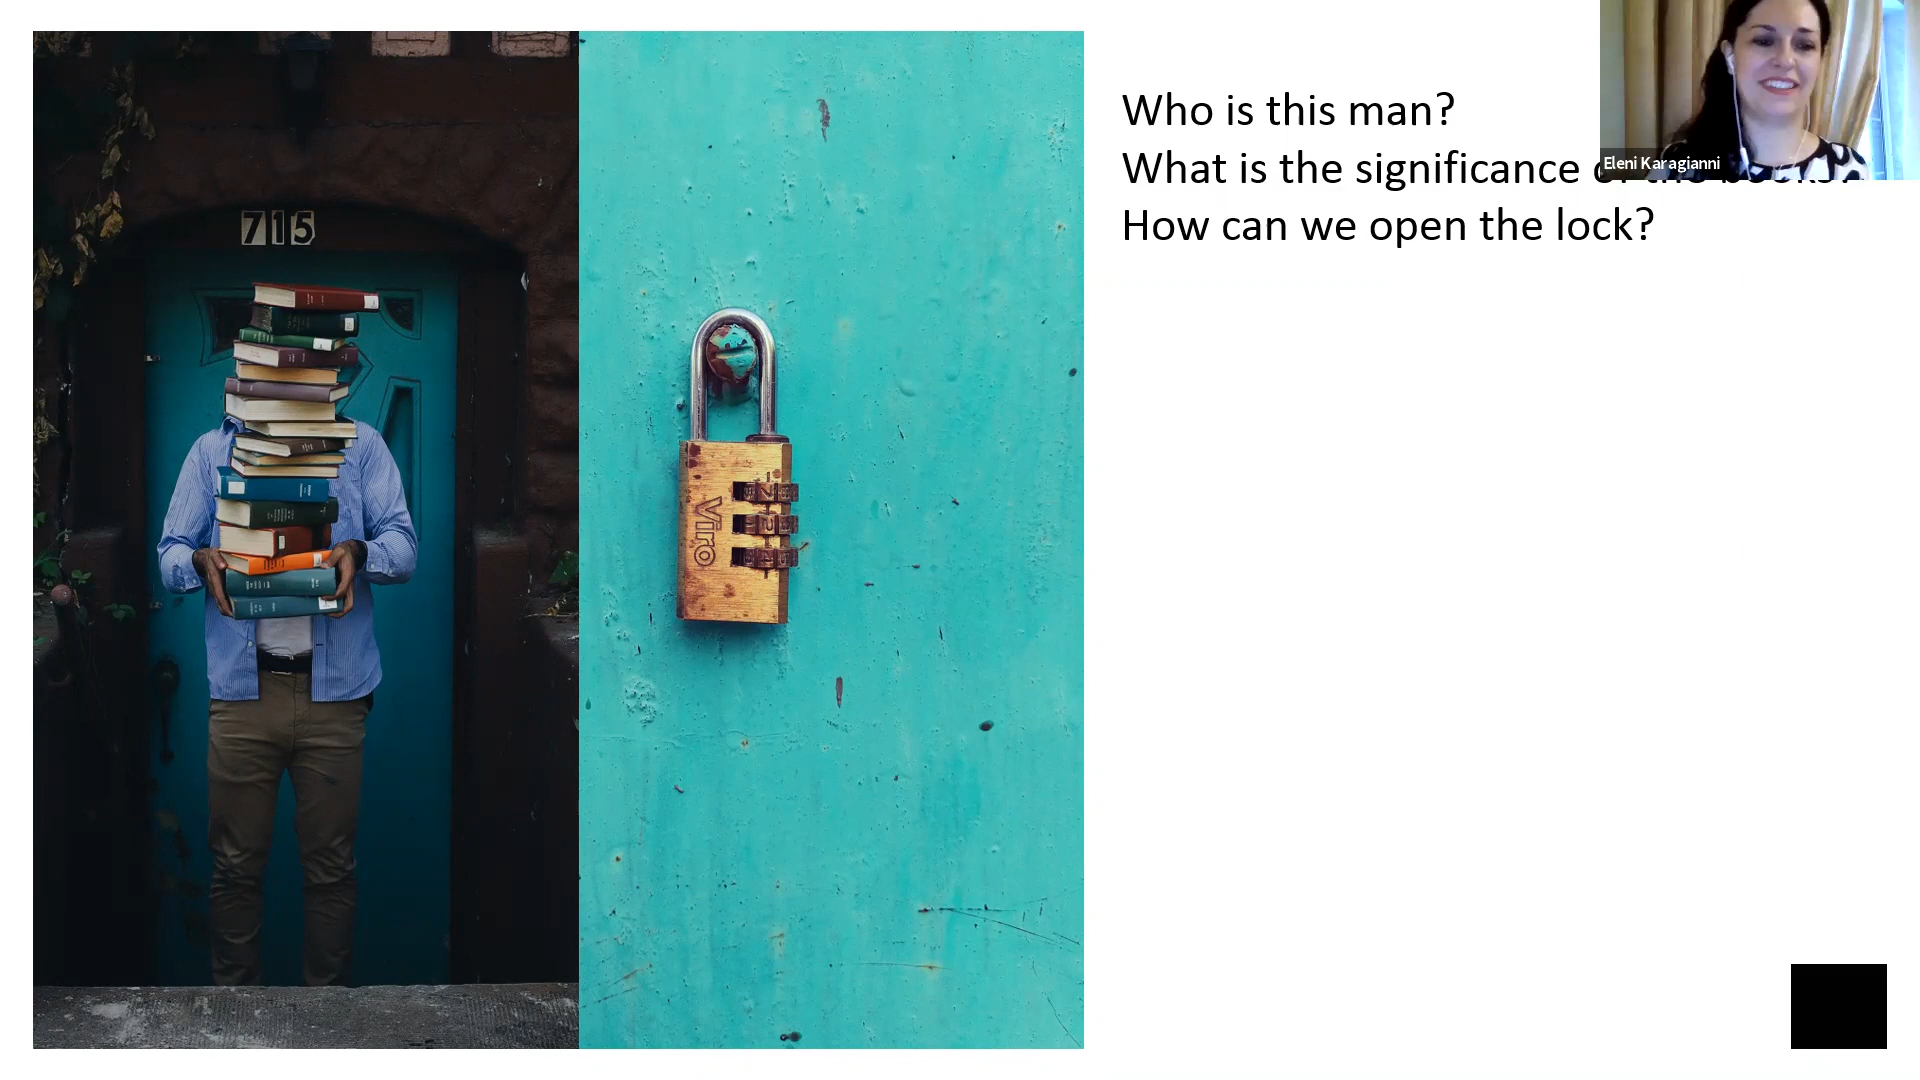 715
Viro
Who is this man?
What is the significance
How can we open the lock?
Eleni Karagianni